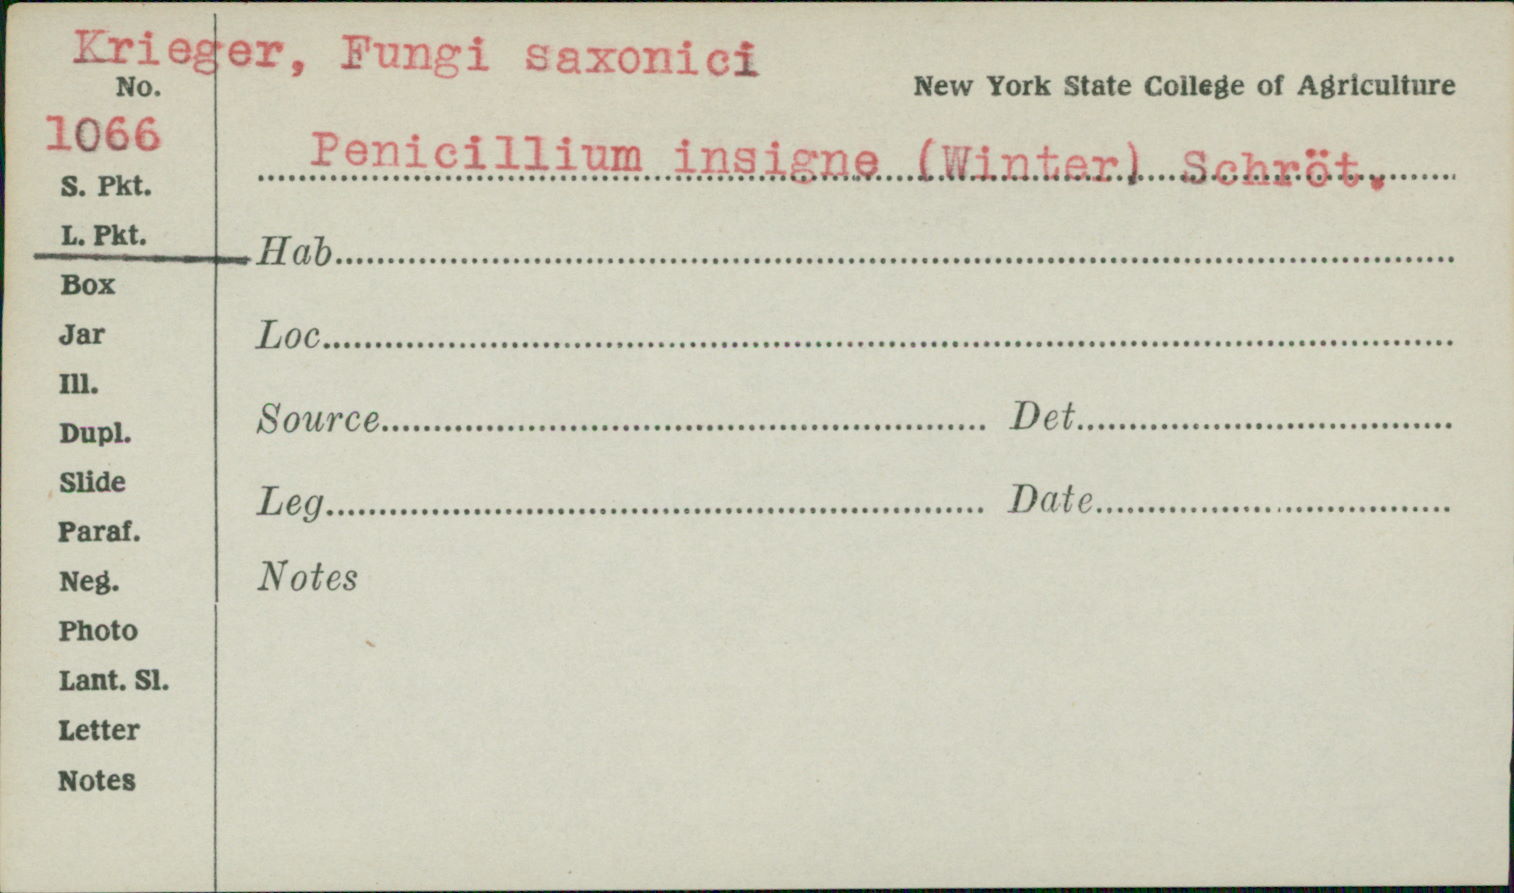 Krieger, Fungi saxonici
No.
New York State College of Agriculture
1066
Penicillium insigne (Winter) Schröt.
S. Pkt.
L. Pkt.
Hab
Box
Loc
Jar
Ill.
Source Det
Dupl.
Slide
Leg Date
Paraf.
Notes
Neg.
Photo
Lant. Sl.
Letter
Notes